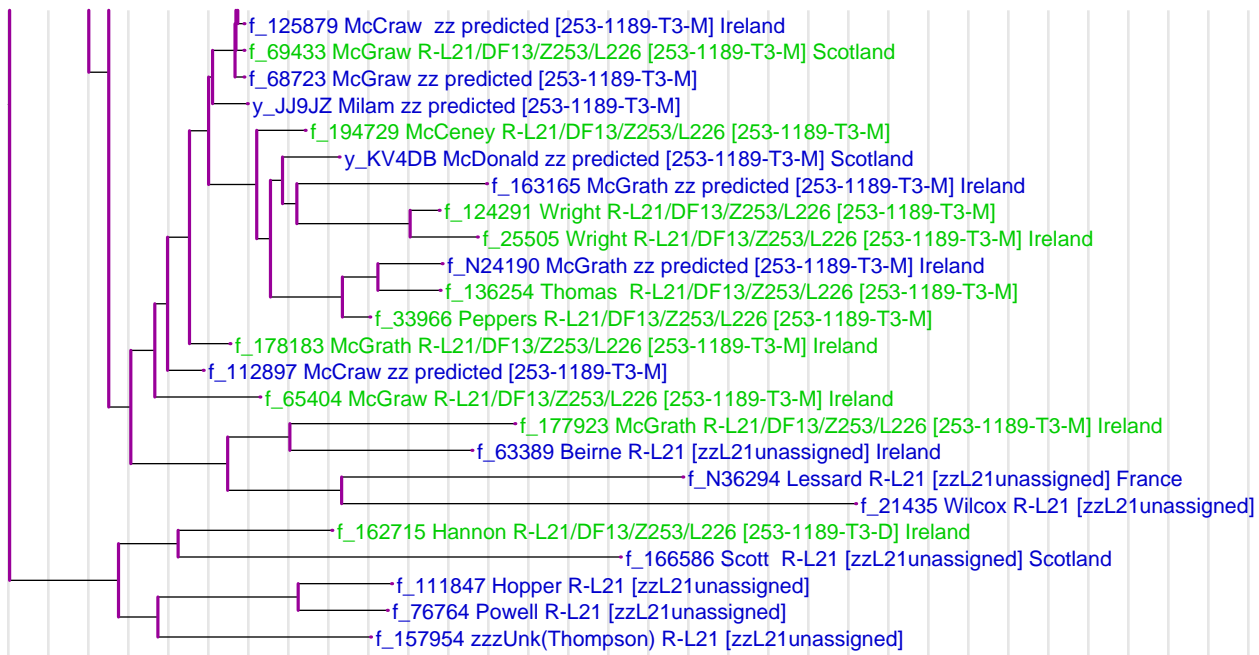 f_125879 McCraw  zz predicted [253-1189-T3-M] Ireland
f_69433 McGraw R-L21/DF13/Z253/L226 [253-1189-T3-M] Scotland
f_68723 McGraw zz predicted [253-1189-T3-M]
y_JJ9JZ Milam zz predicted [253-1189-T3-M]
f_194729 McCeney R-L21/DF13/Z253/L226 [253-1189-T3-M]
y_KV4DB McDonald zz predicted [253-1189-T3-M] Scotland
f_163165 McGrath zz predicted [253-1189-T3-M] Ireland
f_124291 Wright R-L21/DF13/Z253/L226 [253-1189-T3-M]
f_25505 Wright R-L21/DF13/Z253/L226 [253-1189-T3-M] Ireland
f_N24190 McGrath zz predicted [253-1189-T3-M] Ireland
f_136254 Thomas  R-L21/DF13/Z253/L226 [253-1189-T3-M]
f_33966 Peppers R-L21/DF13/Z253/L226 [253-1189-T3-M]
f_178183 McGrath R-L21/DF13/Z253/L226 [253-1189-T3-M] Ireland
f_112897 McCraw zz predicted [253-1189-T3-M]
f_65404 McGraw R-L21/DF13/Z253/L226 [253-1189-T3-M] Ireland
f_177923 McGrath R-L21/DF13/Z253/L226 [253-1189-T3-M] Ireland
f_63389 Beirne R-L21 [zzL21unassigned] Ireland
f_N36294 Lessard R-L21 [zzL21unassigned] France
f_21435 Wilcox R-L21 [zzL21unassigned]
f_162715 Hannon R-L21/DF13/Z253/L226 [253-1189-T3-D] Ireland
f_166586 Scott  R-L21 [zzL21unassigned] Scotland
f_111847 Hopper R-L21 [zzL21unassigned]
f_76764 Powell R-L21 [zzL21unassigned]
f_157954 zzzUnk(Thompson) R-L21 [zzL21unassigned]